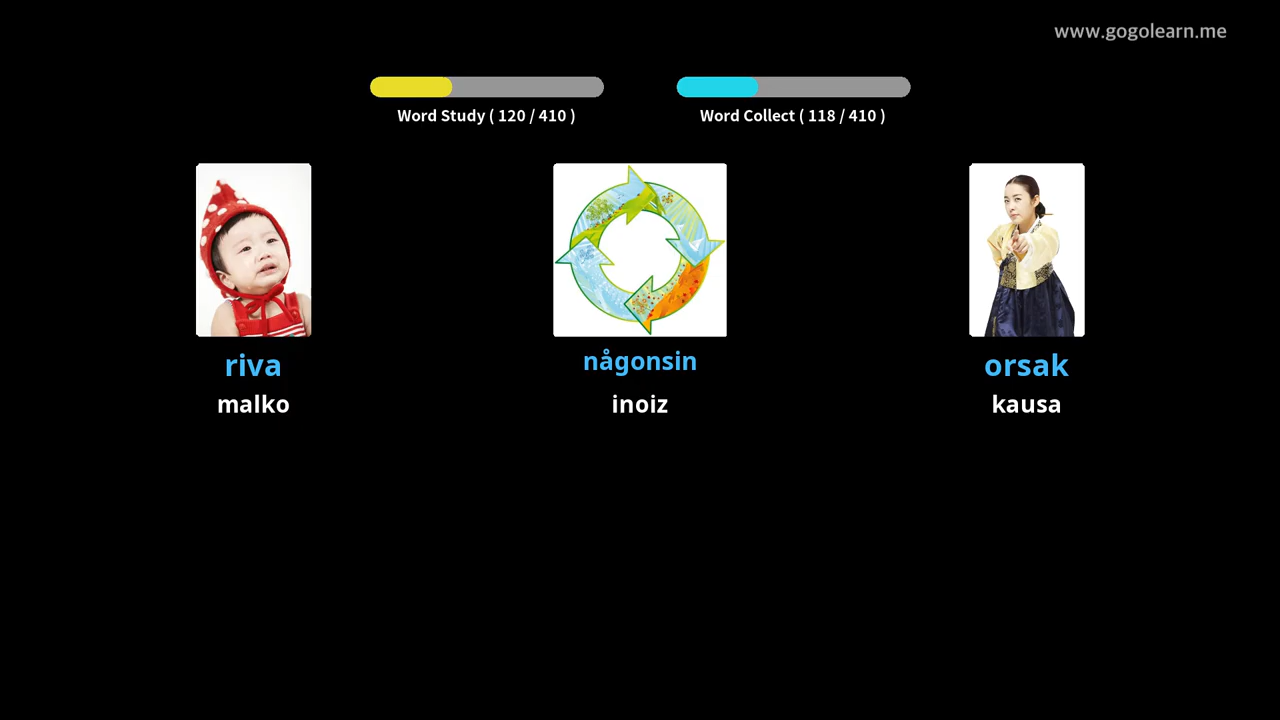 www.gogolearn.me
Word Study ( 120 / 410 )
Word Collect ( 118 / 410 )
riva
malko
någonsin
inoiz
orsak
kausa